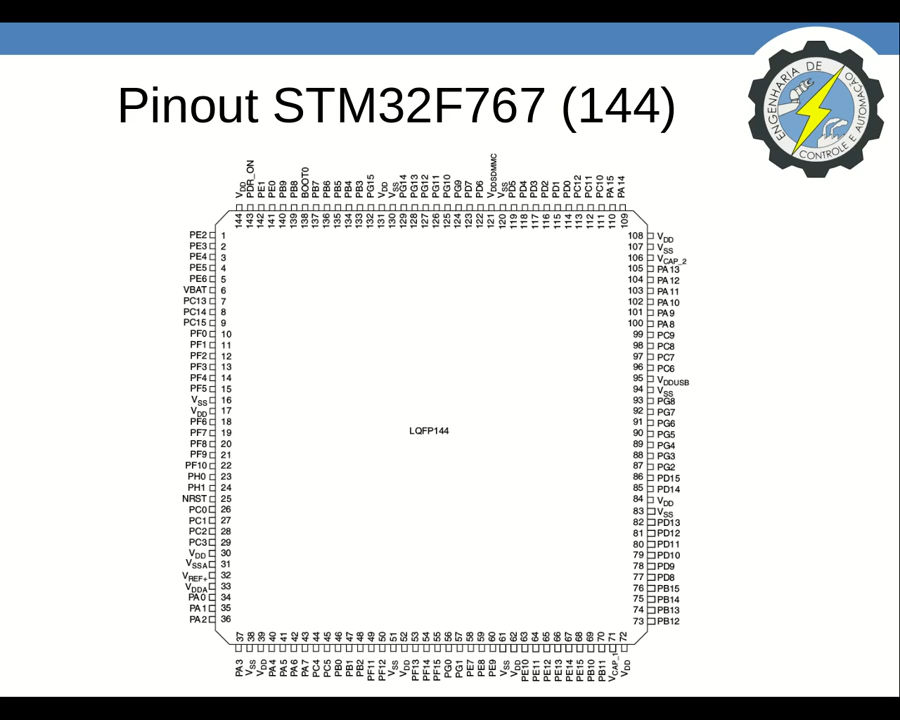 Pinout STM32F767 (144)
ENGENHARIA DE
CONTROLE E AUTOMAÇÃO
VDD PDR_ON PE1 PE0 PB9 PB8 BOOT0 PB7 PB6 PB5 PB4 PB3 PG15 VDD VSS PG14 PG13 PG12 PG11 PG10 PG9 PD7 PD6 VDDSDMMC VSS PD5 PD4 PD3 PD2 PD1 PD0 PC12 PC11 PC10 PA15 PA14
144 143 142 141 140 139 138 137 136 135 134 133 132 131 130 129 128 127 126 125 124 123 122 121 120 119 118 117 116 115 114 113 112 111 110 109
PE2 1
PE3 2
PE4 3
PE5 4
PE6 5
VBAT 6
PC13 7
PC14 8
PC15 9
PF0 10
PF1 11
PF2 12
PF3 13
PF4 14
PF5 15
VSS 16
VDD 17
PF6 18
PF7 19
PF8 20
PF9 21
PF10 22
PH0 23
PH1 24
NRST 25
PC0 26
PC1 27
PC2 28
PC3 29
VDD 30
VSSA 31
VREF+ 32
VDDA 33
PA0 34
PA1 35
PA2 36
LQFP144
108 VDD
107 VSS
106 VCAP_2
105 PA13
104 PA12
103 PA11
102 PA10
101 PA9
100 PA8
99 PC9
98 PC8
97 PC7
96 PC6
95 VDDUSB
94 VSS
93 PG8
92 PG7
91 PG6
90 PG5
89 PG4
88 PG3
87 PG2
86 PD15
85 PD14
84 VDD
83 VSS
82 PD13
81 PD12
80 PD11
79 PD10
78 PD9
77 PD8
76 PB15
75 PB14
74 PB13
73 PB12
37 38 39 40 41 42 43 44 45 46 47 48 49 50 51 52 53 54 55 56 57 58 59 60 61 62 63 64 65 66 67 68 69 70 71 72
PA3 VSS VDD PA4 PA5 PA6 PA7 PC4 PC5 PB0 PB1 PB2 PF11 PF12 VSS VDD PF13 PF14 PF15 PG0 PG1 PE7 PE8 PE9 VSS VDD PE10 PE11 PE12 PE13 PE14 PE15 PB10 PB11 VCAP_1 VDD